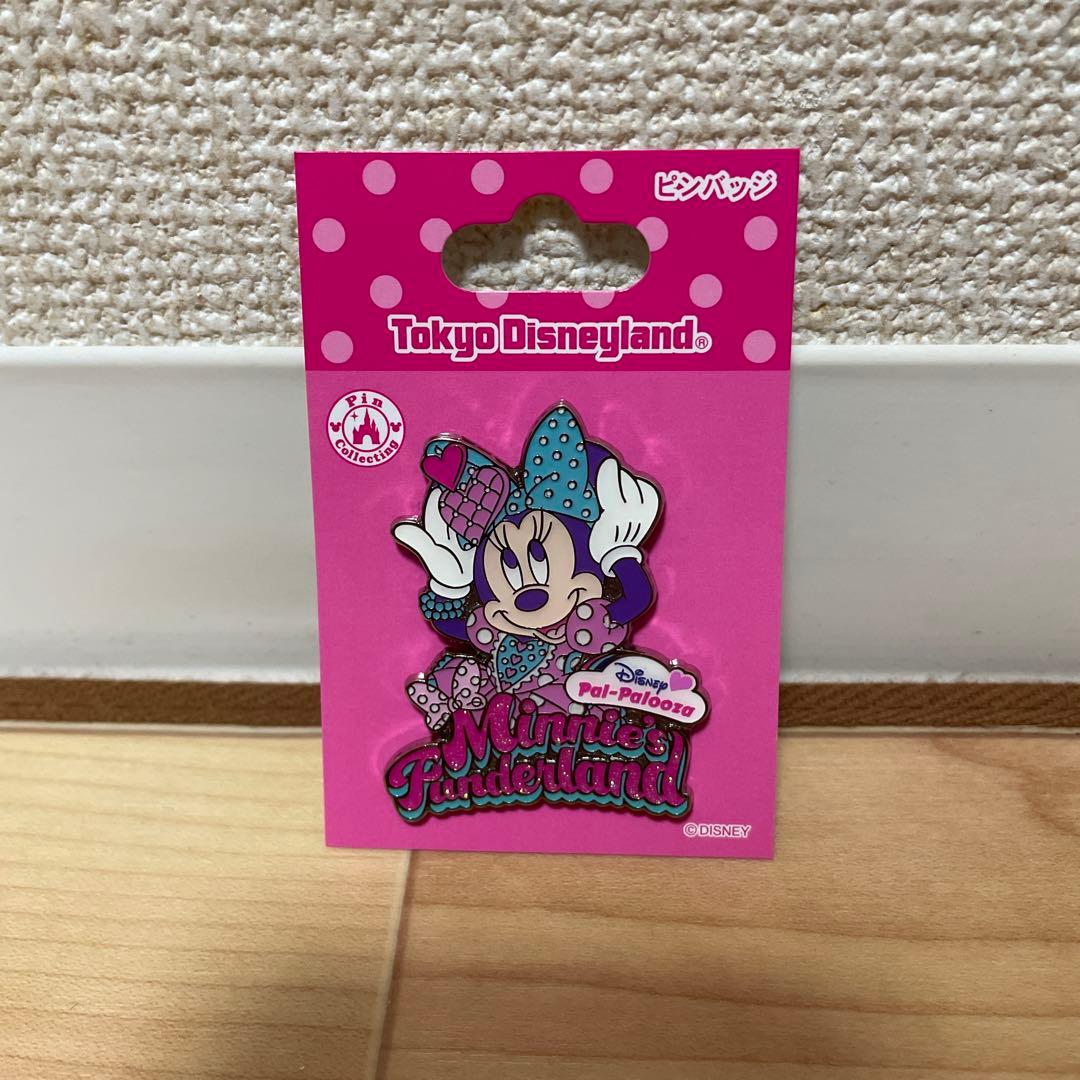 ピンバッジ
Tokyo Disneyland®
Pin
Collecting
Disney
Pal-Palooza
Minnie's
Funderland
©DISNEY